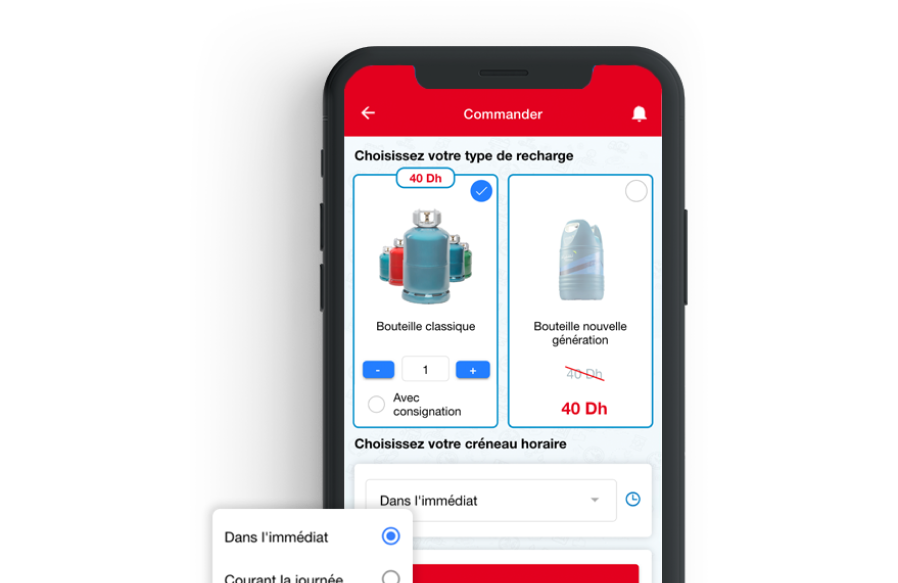 Commander
Choisissez votre type de recharge
40 Dh
Bouteille classique
- 1 +
Avec
consignation
Bouteille nouvelle
génération
40 Dh
40 Dh
Choisissez votre créneau horaire
Dans l'immédiat
Dans l'immédiat
Courant la journée